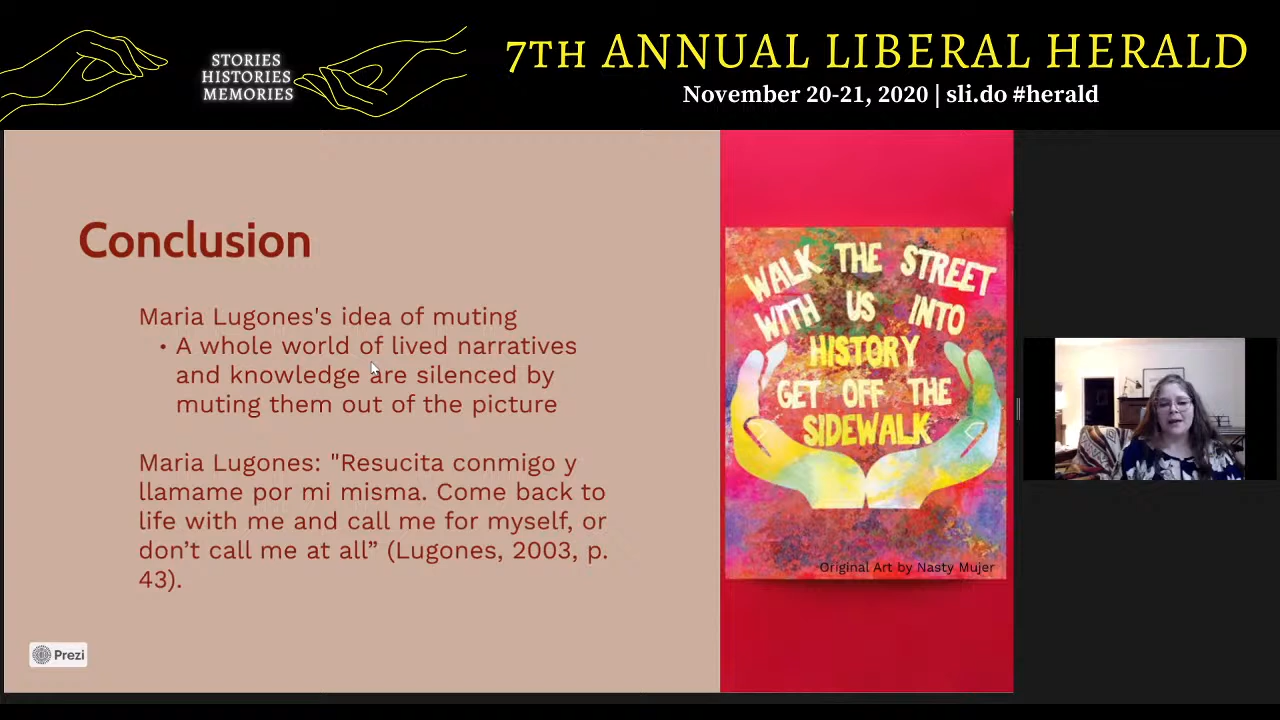 STORIES
HISTORIES
MEMORIES
7TH ANNUAL LIBERAL HERALD
November 20-21, 2020 | sli.do #herald
Conclusion
Maria Lugones's idea of muting
• A whole world of lived narratives
and knowledge are silenced by
muting them out of the picture
Maria Lugones: "Resucita conmigo y
llamame por mi misma. Come back to
life with me and call me for myself, or
don’t call me at all” (Lugones, 2003, p.
43).
WALK THE STREET
WITH US INTO
HISTORY
GET OFF THE
SIDEWALK
Original Art by Nasty Mujer
Prezi